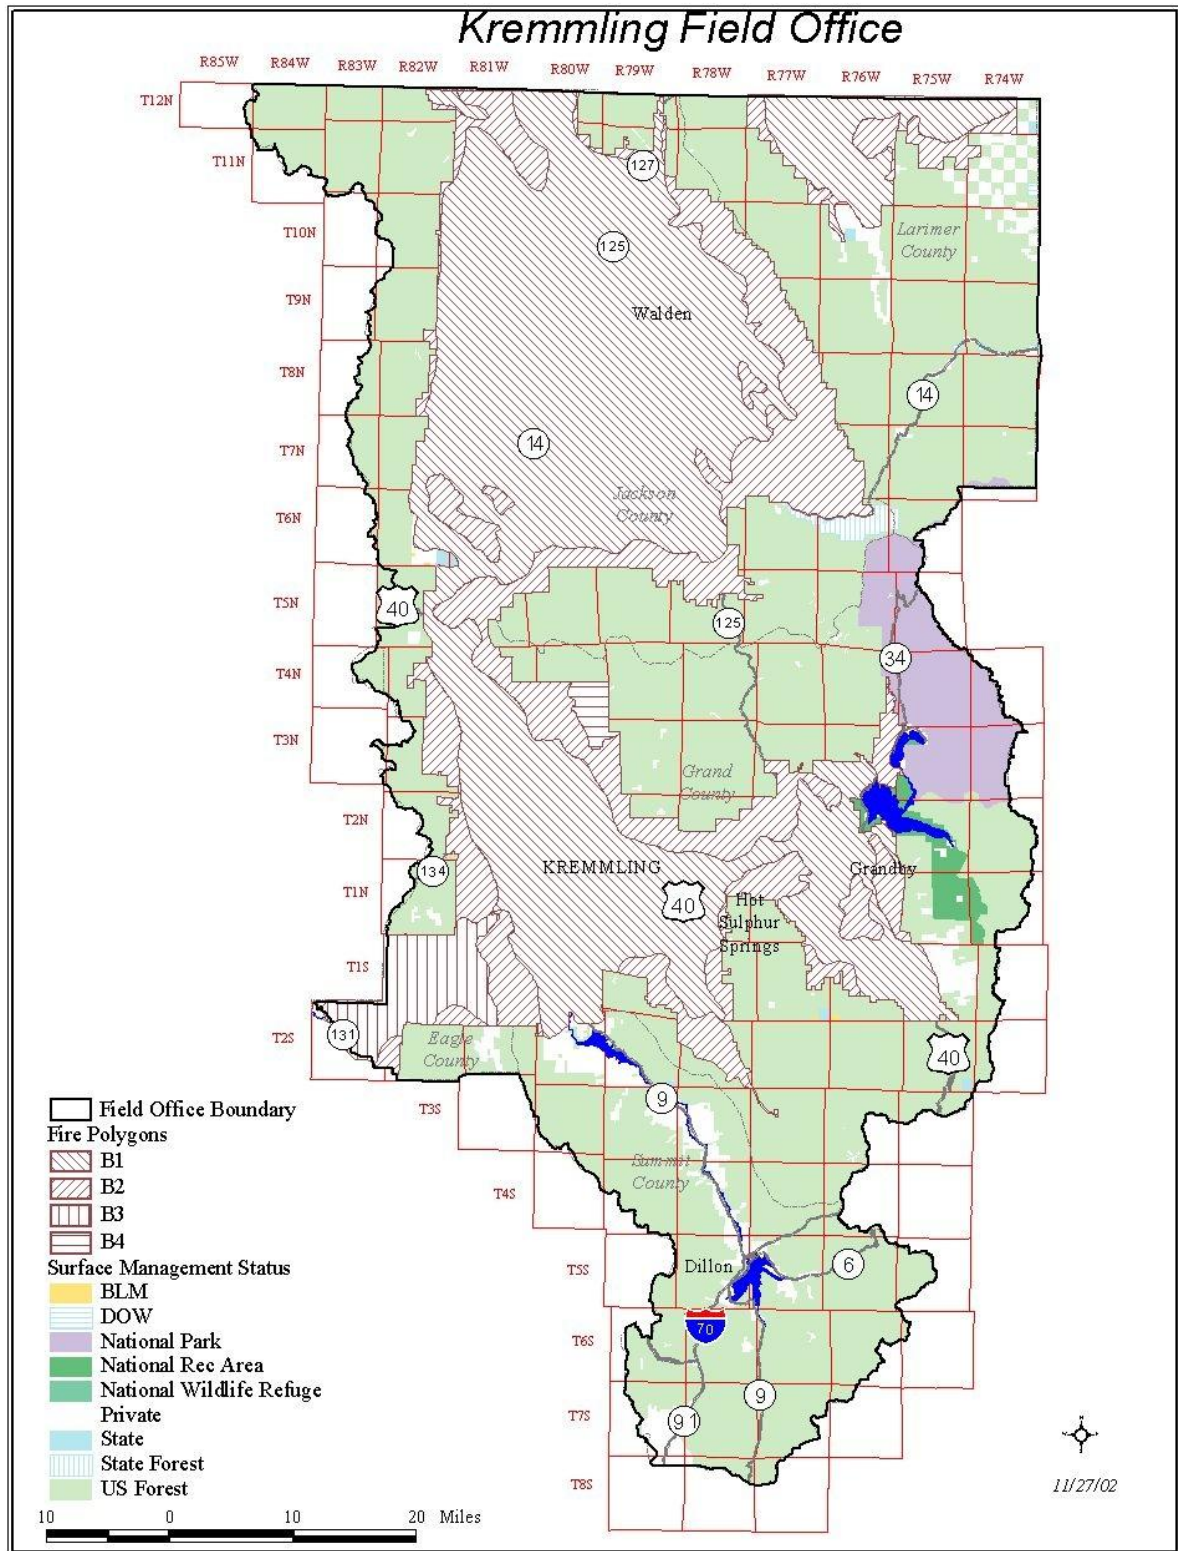 Kremmling Field Office
R85W R84W R83W R82W R81W R80W R79W R78W R77W R76W R75W R74W
T12N
T11N
127
T10N
125
Larimer
County
T9N
Walden
T8N
14
T7N
14
Jackson
County
T6N
T5N
40
125
34
T4N
T3N
Grand
County
T2N
KREMMLING
Grandby
134
T1N
40
Hot
Sulphur
Springs
T1S
T2S
131
Eagle
County
40
T3S
9
Summit
County
T4S
T5S
Dillon
6
70
T6S
T7S
91
9
T8S
Field Office Boundary
Fire Polygons
B1
B2
B3
B4
Surface Management Status
BLM
DOW
National Park
National Rec Area
National Wildlife Refuge
Private
State
State Forest
US Forest
10 0 10 20 Miles
11/27/02